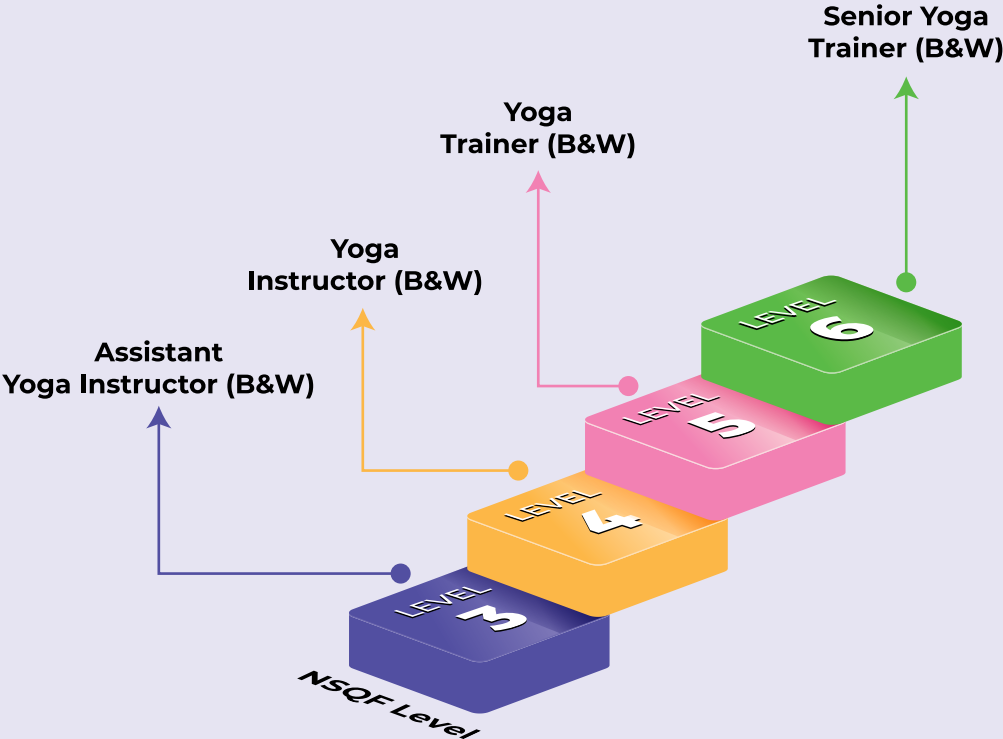 Senior Yoga
Trainer (B&W)
Yoga
Trainer (B&W)
Yoga
Instructor (B&W)
Assistant
Yoga Instructor (B&W)
LEVEL
6
LEVEL
5
LEVEL
4
LEVEL
3
NSQF Level